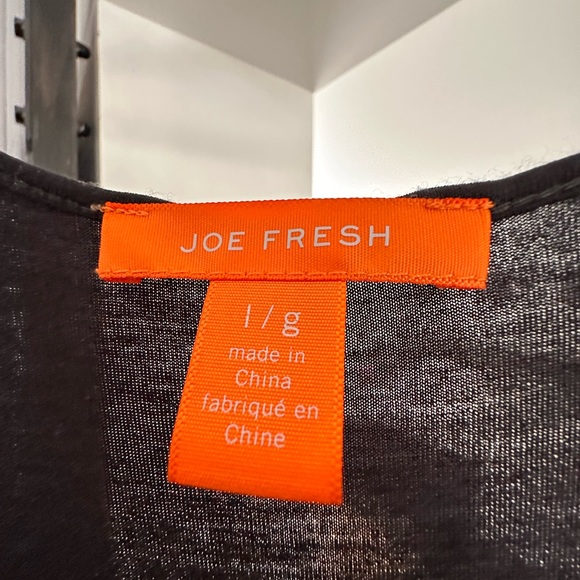 JOE FRESH
l / g
made in
China
fabriqué en
Chine